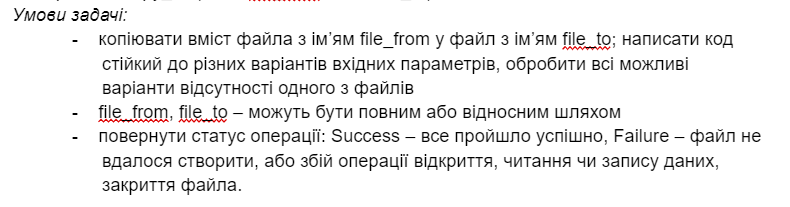 Умови задачі:
- копіювати вміст файла з ім’ям file_from у файл з ім’ям file_to; написати код
стійкий до різних варіантів вхідних параметрів, обробити всі можливі
варіанти відсутності одного з файлів
- file_from, file_to – можуть бути повним або відносним шляхом
- повернути статус операції: Success – все пройшло успішно, Failure – файл не
вдалося створити, або збій операції відкриття, читання чи запису даних,
закриття файла.